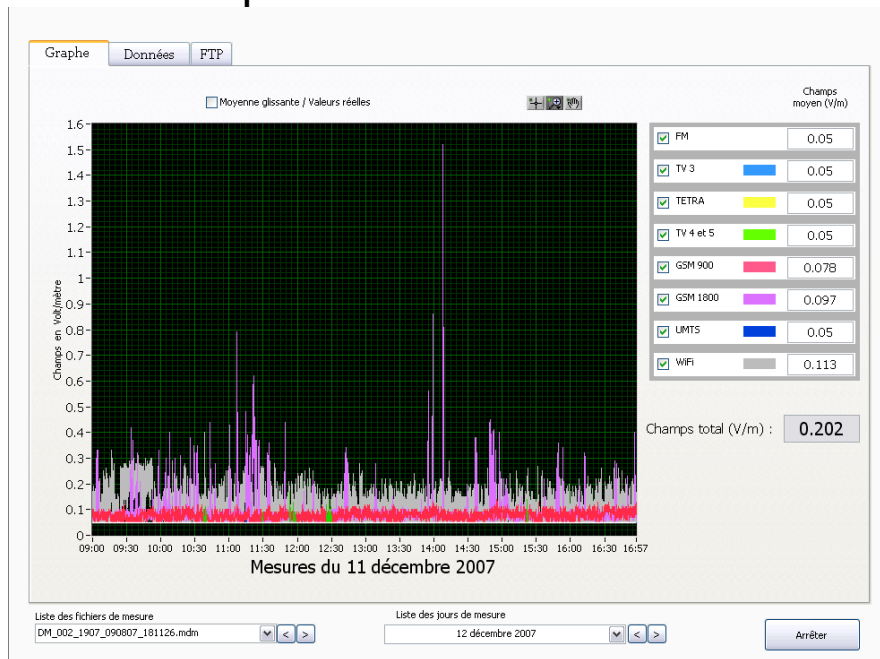 Graphe Données FTP
Moyenne glissante / Valeurs réelles
Champs
moyen (V/m)
Champs en Volt/mètre
1.6
1.5
1.4
1.3
1.2
1.1
1
0.9
0.8
0.7
0.6
0.5
0.4
0.3
0.2
0.1
0
09:00 09:30 10:00 10:30 11:00 11:30 12:00 12:30 13:00 13:30 14:00 14:30 15:00 15:30 16:00 16:30 16:57
Mesures du 11 décembre 2007
FM 0.05
TV 3 0.05
TETRA 0.05
TV 4 et 5 0.05
GSM 900 0.078
GSM 1800 0.097
UMTS 0.05
WiFi 0.113
Champs total (V/m) : 0.202
Liste des fichiers de mesure
DM_002_1907_090807_181126.mdm < >
Liste des jours de mesure
12 décembre 2007 < >
Arrêter